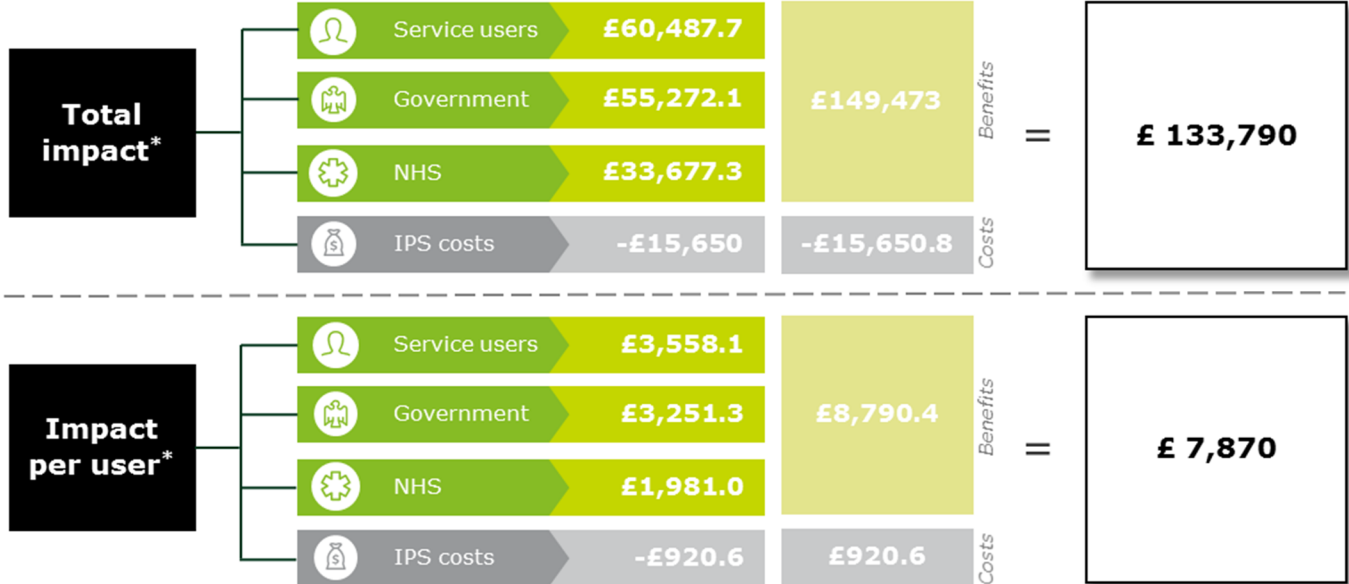 Total
impact*
Service users £60,487.7
Government £55,272.1
NHS £33,677.3
IPS costs -£15,650
£149,473
-£15,650.8
Benefits
Costs
=
£ 133,790
Impact
per user*
Service users £3,558.1
Government £3,251.3
NHS £1,981.0
IPS costs -£920.6
£8,790.4
£920.6
Benefits
Costs
=
£ 7,870